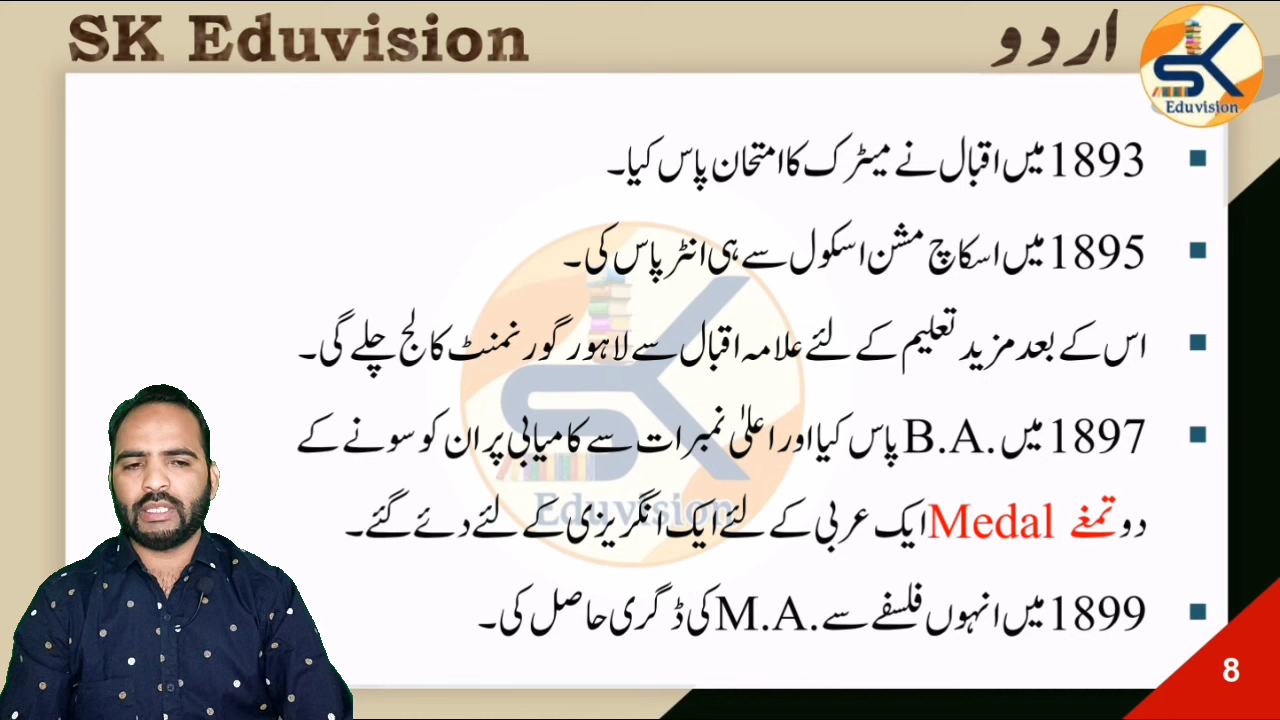 SK Eduvision
اردو
SK
Eduvision
1893 میں اقبال نے میٹرک کا امتحان پاس کیا۔
1895 میں اسکاچ مشن اسکول سے ہی انٹر پاس کی۔
اس کے بعد مزید تعلیم کے لئے علامہ اقبال سے لاہور گورنمنٹ کالج چلے گی۔
1897 میں B.A. پاس کیا اور اعلیٰ نمبرات سے کامیابی پر ان کو سونے کے
دو تمغے Medal ایک عربی کے لئے ایک انگریزی کے لئے دئے گئے۔
1899 میں انہوں فلسفے سے M.A. کی ڈگری حاصل کی۔
SK
Eduvision
8